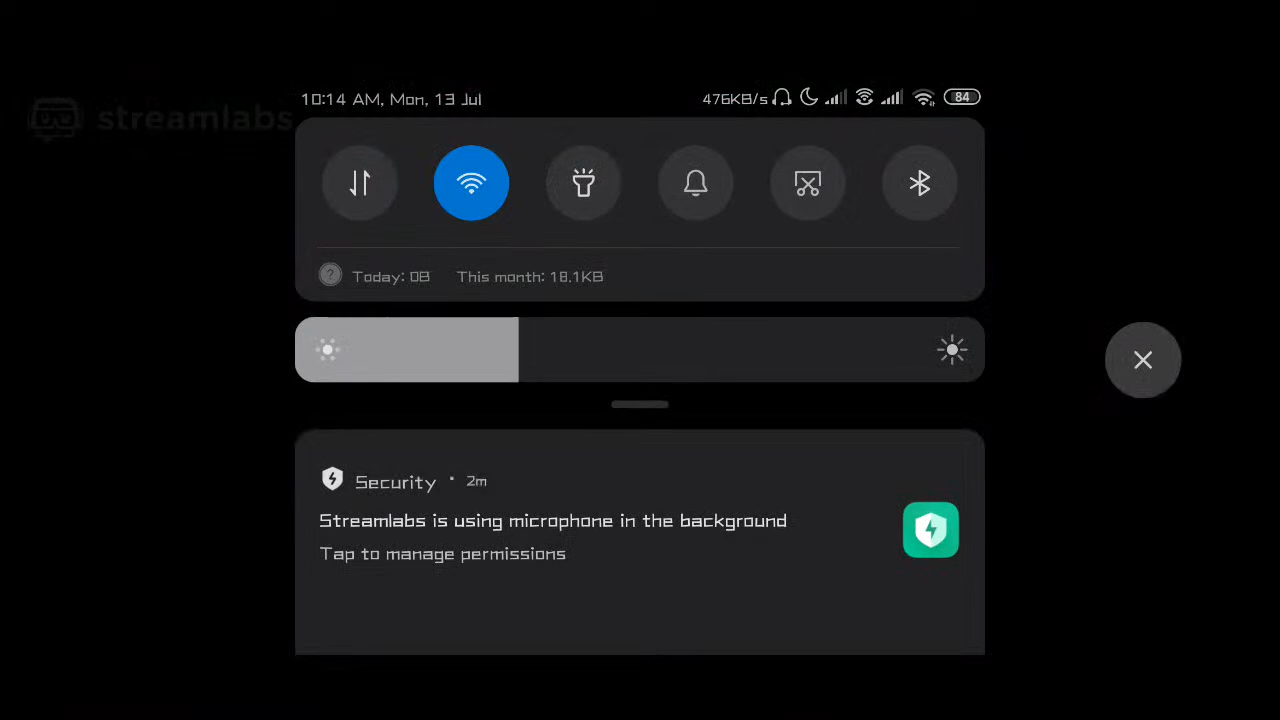 10:14 AM, Mon, 13 Jul
476KB/s
84
streamlabs
Today: 0B This month: 18.1KB
Security · 2m
Streamlabs is using microphone in the background
Tap to manage permissions